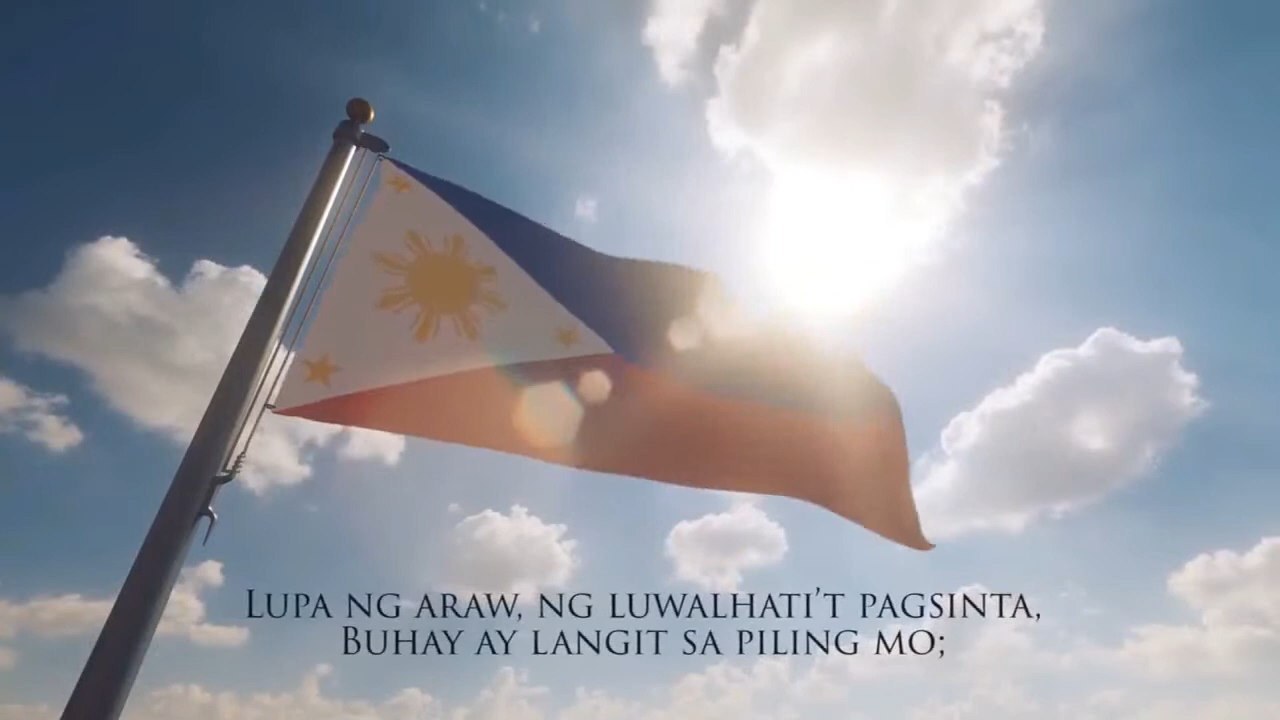 LUPA NG ARAW, NG LUWALHATI'T PAGSINTA,
BUHAY AY LANGIT SA PILING MO;